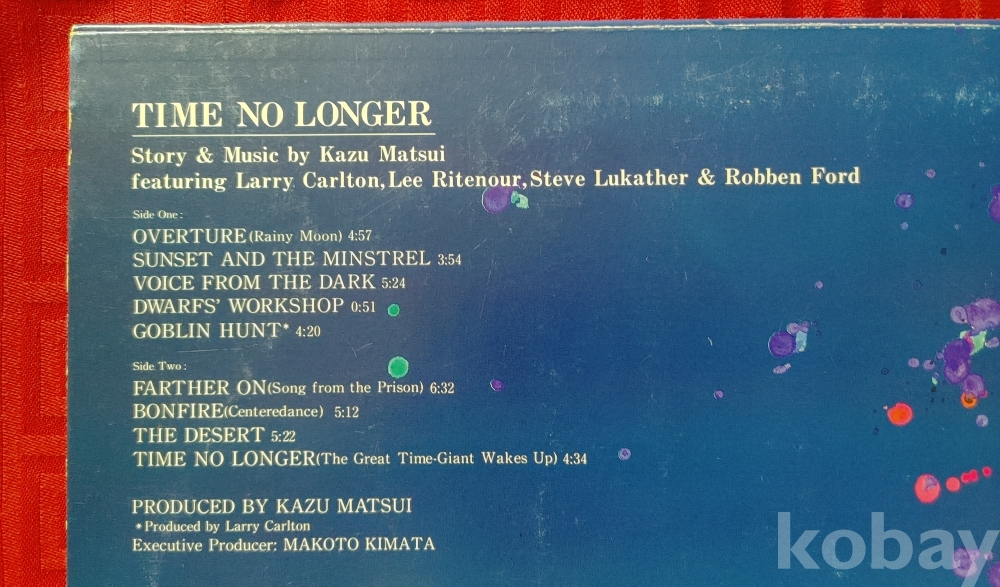 TIME NO LONGER
Story & Music by Kazu Matsui
featuring Larry Carlton, Lee Ritenour, Steve Lukather & Robben Ford
Side One:
OVERTURE (Rainy Moon) 4:57
SUNSET AND THE MINSTREL 3:54
VOICE FROM THE DARK 5:24
DWARFS' WORKSHOP 0:51
GOBLIN HUNT* 4:20
Side Two:
FARTHER ON (Song from the Prison) 6:32
BONFIRE (Centeredance) 5:12
THE DESERT 5:22
TIME NO LONGER (The Great Time-Giant Wakes Up) 4:34
PRODUCED BY KAZU MATSUI
*Produced by Larry Carlton
Executive Producer: MAKOTO KIMATA
kobay